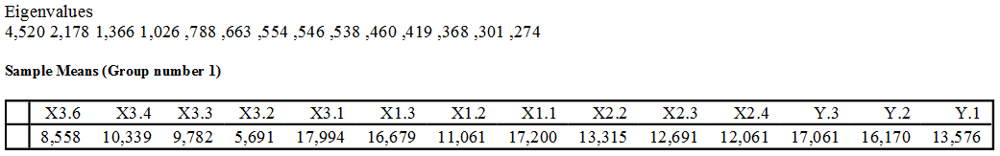 Eigenvalues
4,520 2,178 1,366 1,026 ,788 ,663 ,554 ,546 ,538 ,460 ,419 ,368 ,301 ,274
Sample Means (Group number 1)
X3.6 X3.4 X3.3 X3.2 X3.1 X1.3 X1.2 X1.1 X2.2 X2.3 X2.4 Y.3 Y.2 Y.1
8,558 10,339 9,782 5,691 17,994 16,679 11,061 17,200 13,315 12,691 12,061 17,061 16,170 13,576